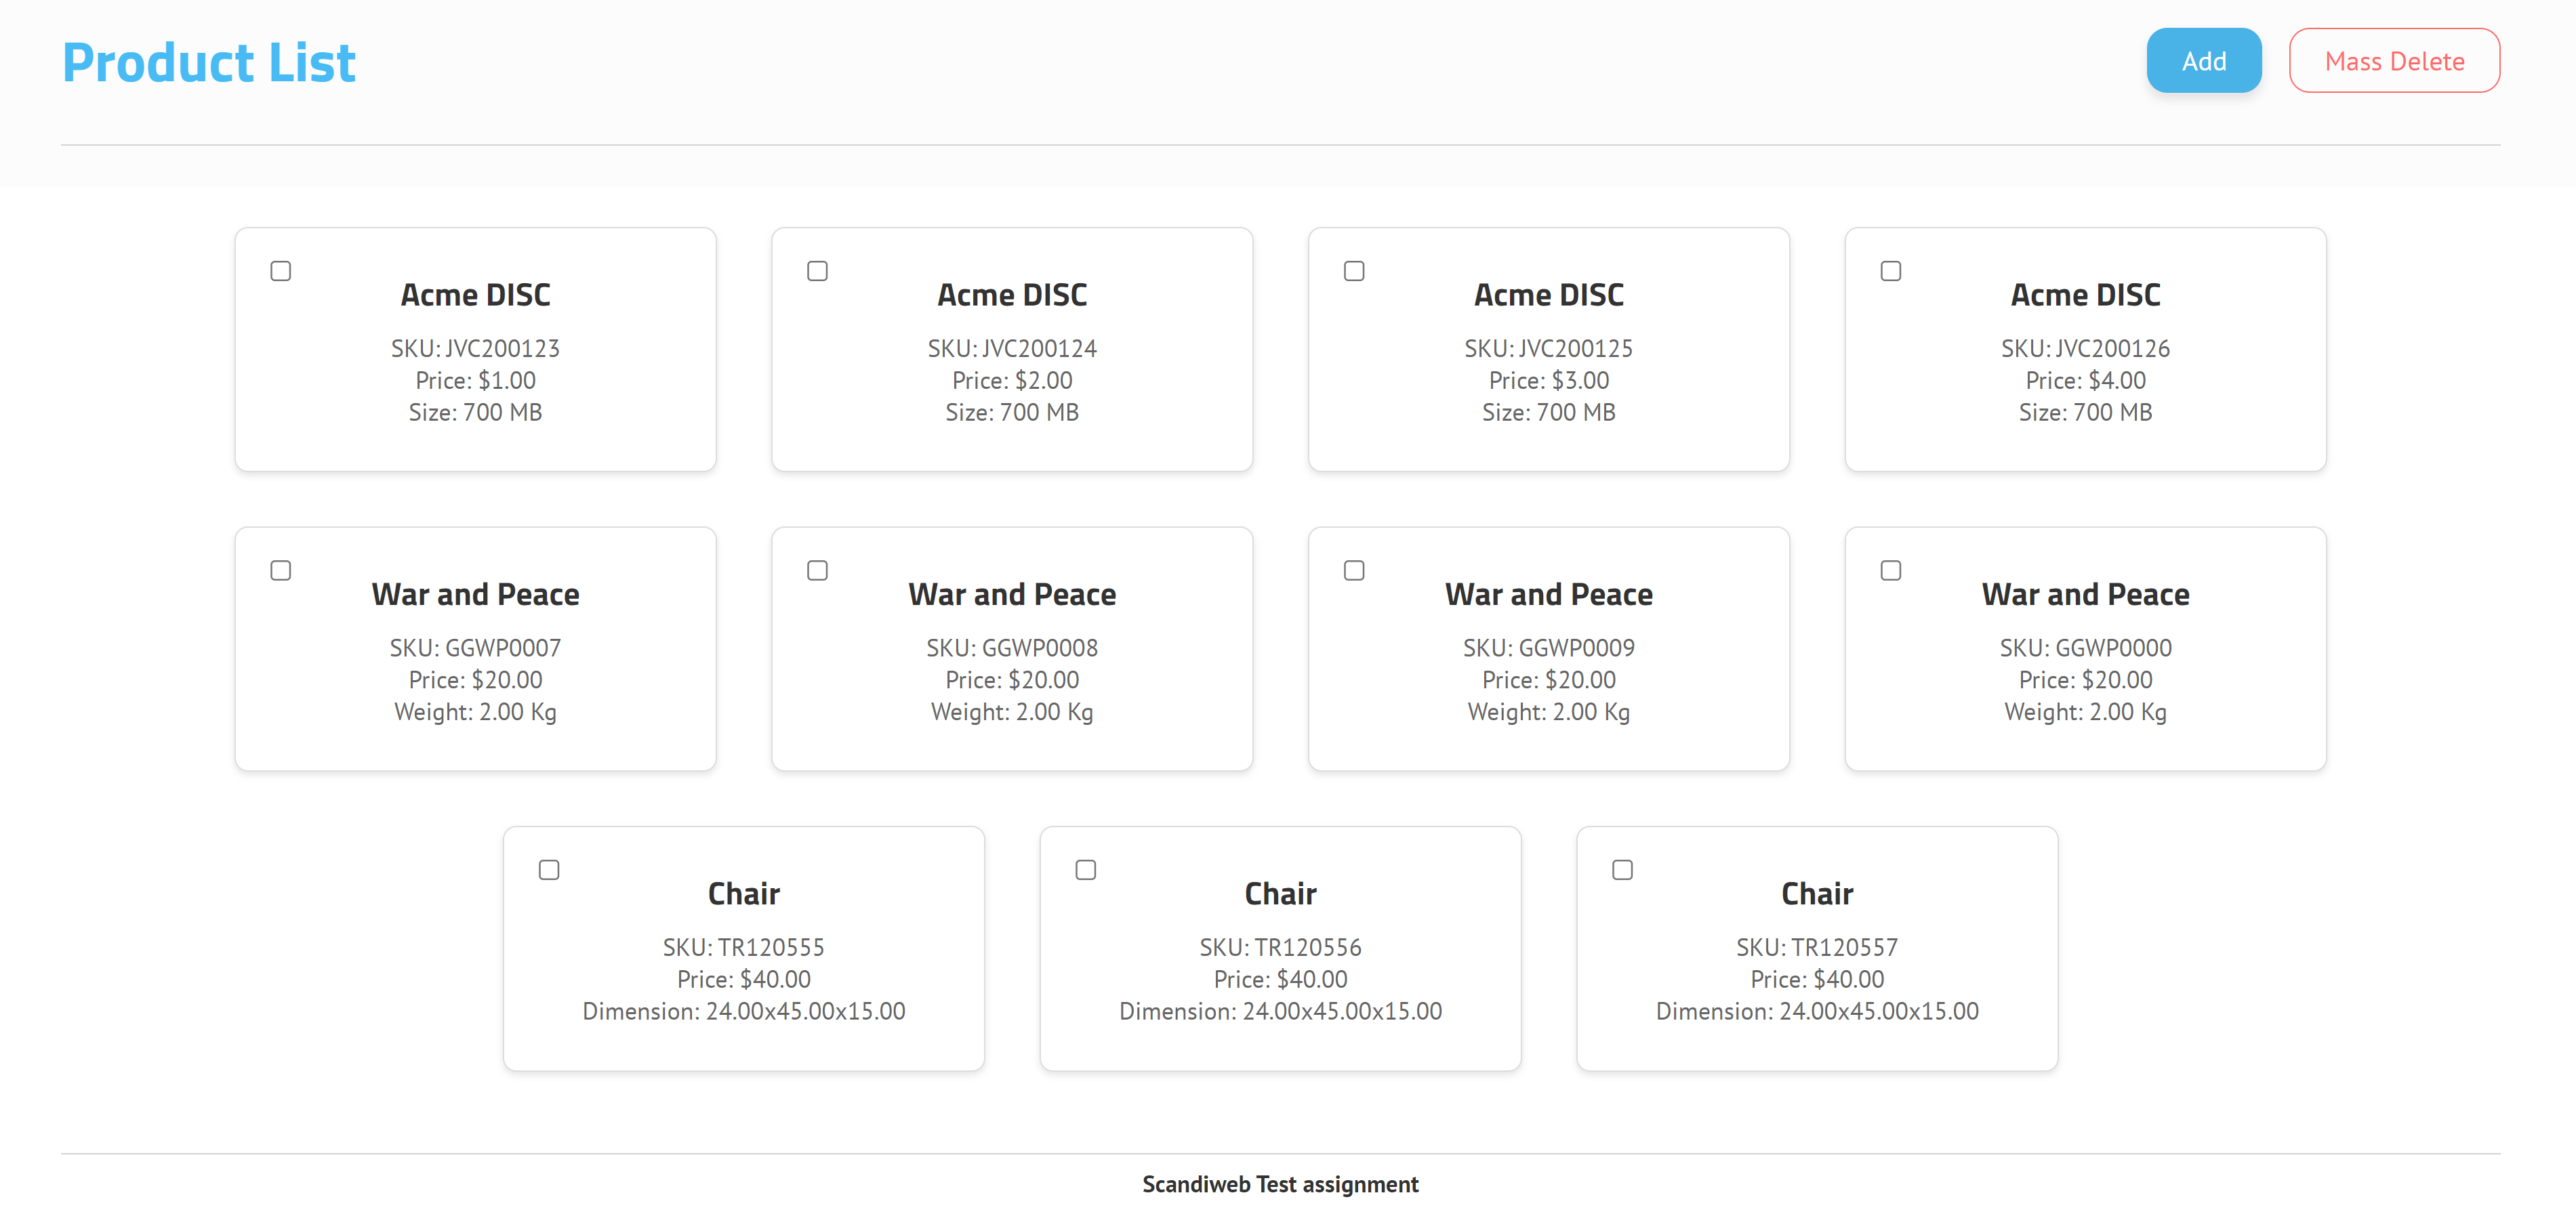 Product List
Add
Mass Delete
Acme DISC
SKU: JVC200123
Price: $1.00
Size: 700 MB
Acme DISC
SKU: JVC200124
Price: $2.00
Size: 700 MB
Acme DISC
SKU: JVC200125
Price: $3.00
Size: 700 MB
Acme DISC
SKU: JVC200126
Price: $4.00
Size: 700 MB
War and Peace
SKU: GGWP0007
Price: $20.00
Weight: 2.00 Kg
War and Peace
SKU: GGWP0008
Price: $20.00
Weight: 2.00 Kg
War and Peace
SKU: GGWP0009
Price: $20.00
Weight: 2.00 Kg
War and Peace
SKU: GGWP0000
Price: $20.00
Weight: 2.00 Kg
Chair
SKU: TR120555
Price: $40.00
Dimension: 24.00x45.00x15.00
Chair
SKU: TR120556
Price: $40.00
Dimension: 24.00x45.00x15.00
Chair
SKU: TR120557
Price: $40.00
Dimension: 24.00x45.00x15.00
Scandiweb Test assignment